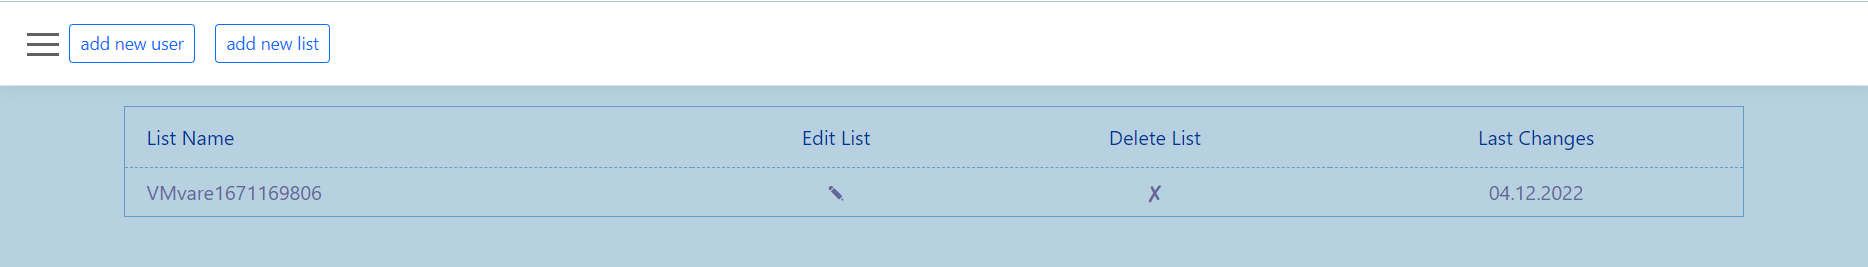 add new user add new list
List Name Edit List Delete List Last Changes
VMvare1671169806 ✎ ✗ 04.12.2022